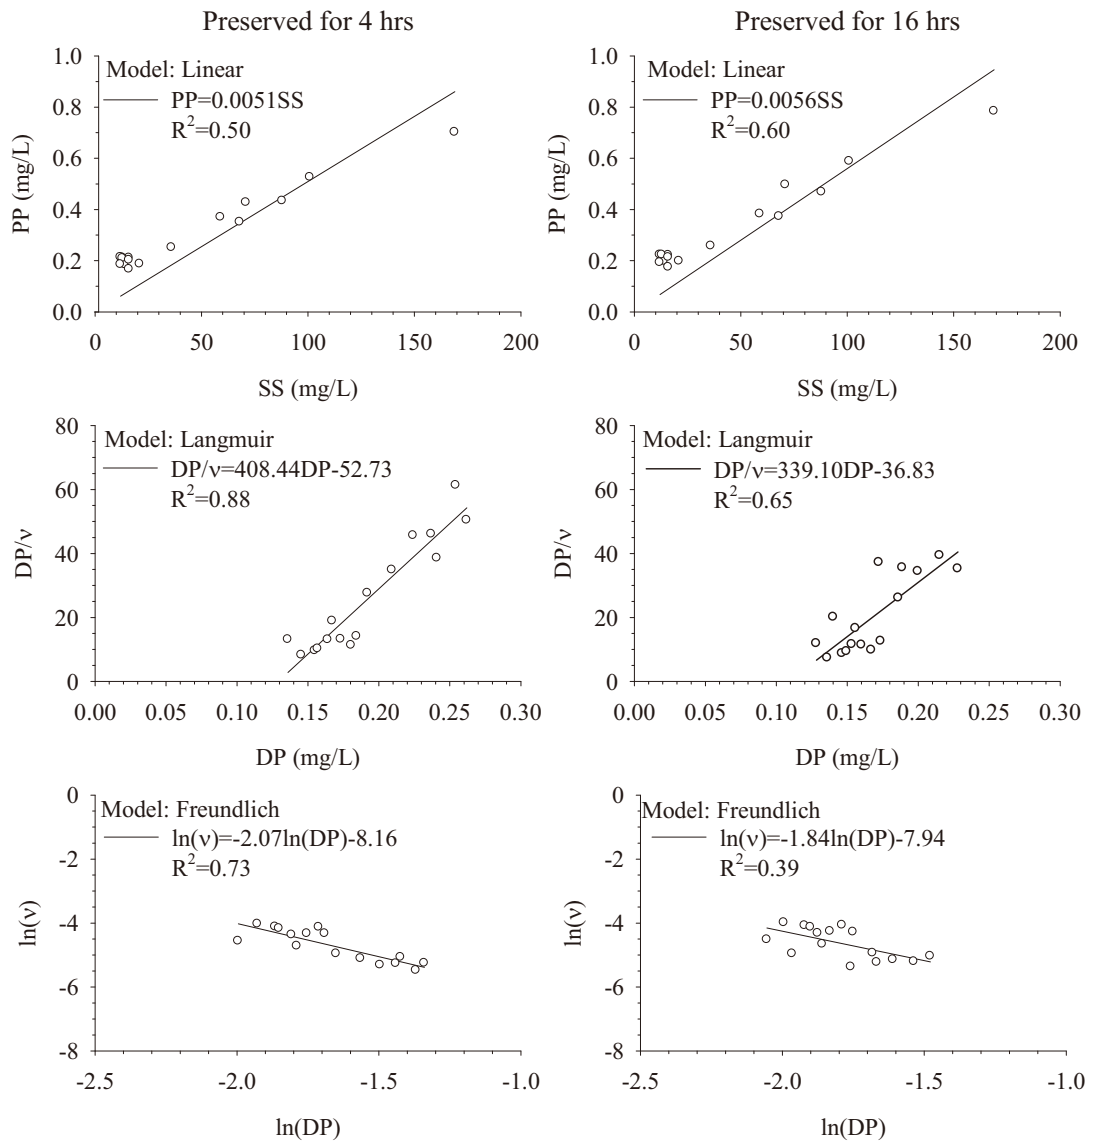 Preserved for 4 hrs
Preserved for 16 hrs
Model: Linear
PP=0.0051SS
R²=0.50
1.0
0.8
0.6
0.4
0.2
0.0
PP (mg/L)
0 50 100 150 200
SS (mg/L)
Model: Linear
PP=0.0056SS
R²=0.60
1.0
0.8
0.6
0.4
0.2
0.0
PP (mg/L)
0 50 100 150 200
SS (mg/L)
Model: Langmuir
DP/ν=408.44DP-52.73
R²=0.88
80
60
40
20
0
DP/ν
0.00 0.05 0.10 0.15 0.20 0.25 0.30
DP (mg/L)
Model: Langmuir
DP/ν=339.10DP-36.83
R²=0.65
80
60
40
20
0
DP/ν
0.00 0.05 0.10 0.15 0.20 0.25 0.30
DP (mg/L)
Model: Freundlich
ln(ν)=-2.07ln(DP)-8.16
R²=0.73
0
-2
-4
-6
-8
ln(ν)
-2.5 -2.0 -1.5 -1.0
ln(DP)
Model: Freundlich
ln(ν)=-1.84ln(DP)-7.94
R²=0.39
0
-2
-4
-6
-8
ln(ν)
-2.5 -2.0 -1.5 -1.0
ln(DP)